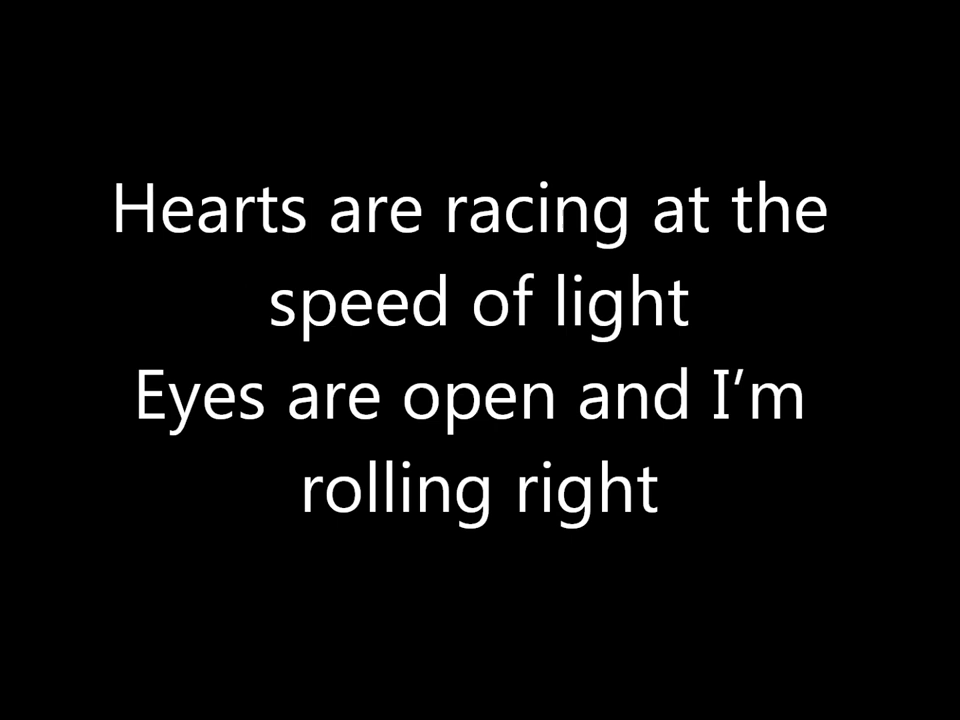 Hearts are racing at the
speed of light
Eyes are open and I’m
rolling right